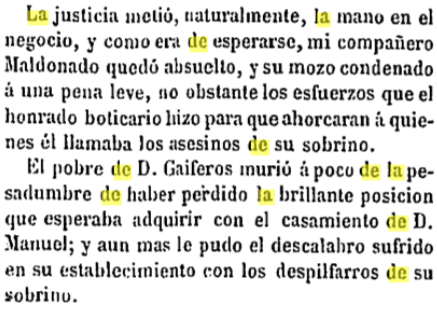 La justicia metió, naturalmente, la mano en el
negocio, y como era de esperarse, mi compañero
Maldonado quedó absuelto, y su mozo condenado
á una pena leve, no obstante los esfuerzos que el
honrado boticario hizo para que ahorcaran á quie-
nes él llamaba los asesinos de su sobrino.
El pobre de D. Gaiferos murió á poco de la pe-
sadumbre de haber perdido la brillante posicion
que esperaba adquirir con el casamiento de D.
Manuel; y aun mas le pudo el descalabro sufrido
en su establecimiento con los despilfarros de su
sobrino.